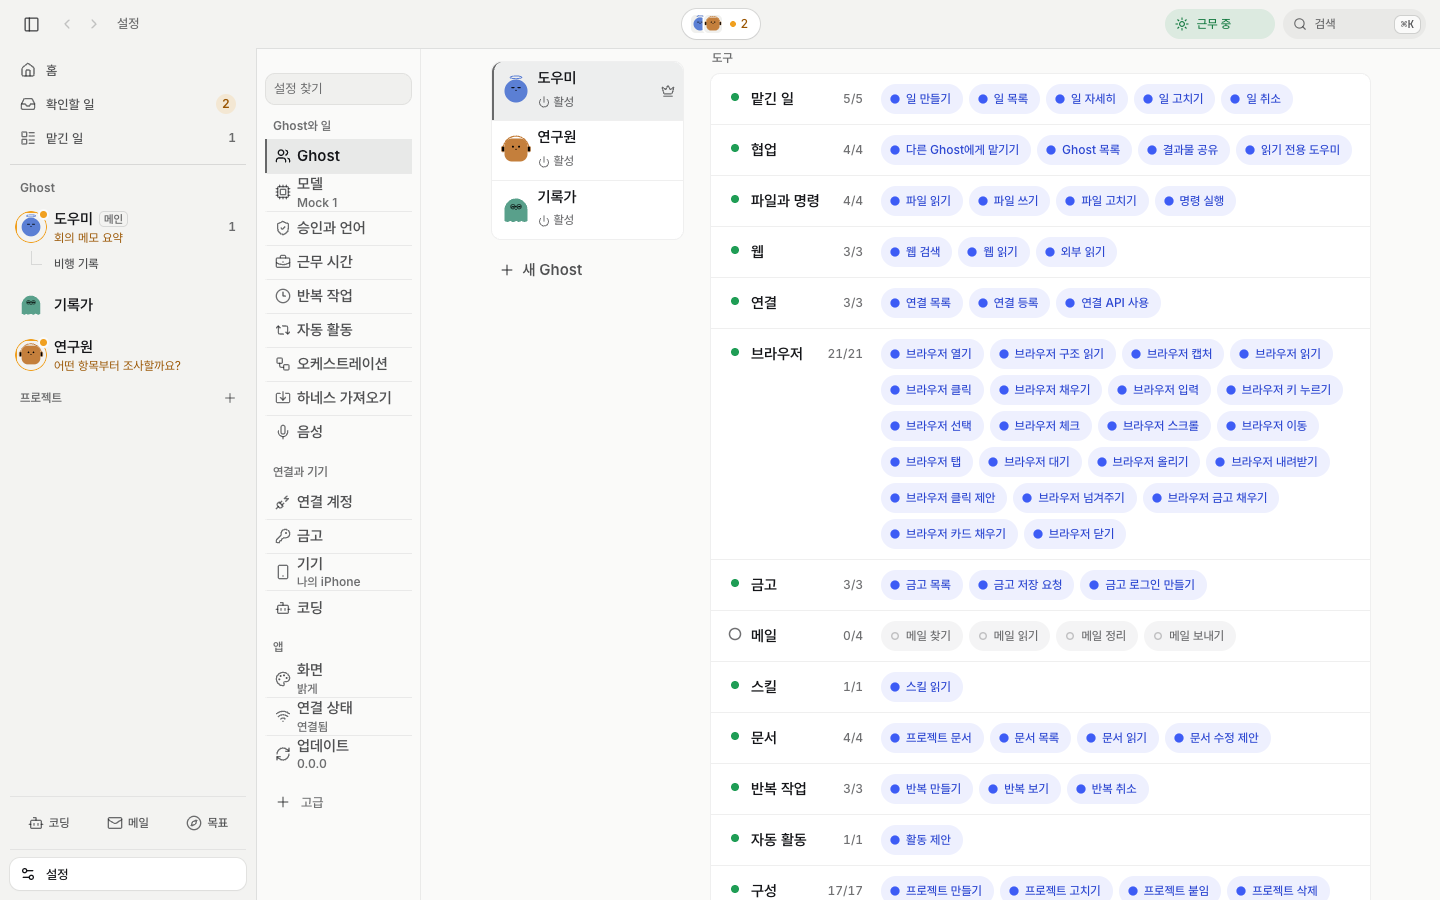 설정
2
근무 중
검색
⌘K
홈
확인할 일
2
맡긴 일
1
Ghost
도우미
메인
회의 메모 요약
1
비행 기록
기록가
연구원
어떤 항목부터 조사할까요?
프로젝트
코딩
메일
목표
설정
설정 찾기
Ghost와 일
Ghost
모델
Mock 1
승인과 언어
근무 시간
반복 작업
자동 활동
오케스트레이션
하네스 가져오기
음성
연결과 기기
연결 계정
금고
기기
나의 iPhone
코딩
앱
화면
밝게
연결 상태
연결됨
업데이트
0.0.0
고급
도우미
활성
연구원
활성
기록가
활성
새 Ghost
도구
맡긴 일 5/5 일 만들기 일 목록 일 자세히 일 고치기 일 취소
협업 4/4 다른 Ghost에게 맡기기 Ghost 목록 결과물 공유 읽기 전용 도우미
파일과 명령 4/4 파일 읽기 파일 쓰기 파일 고치기 명령 실행
웹 3/3 웹 검색 웹 읽기 외부 읽기
연결 3/3 연결 목록 연결 등록 연결 API 사용
브라우저 21/21 브라우저 열기 브라우저 구조 읽기 브라우저 캡처 브라우저 읽기
브라우저 클릭 브라우저 채우기 브라우저 입력 브라우저 키 누르기
브라우저 선택 브라우저 체크 브라우저 스크롤 브라우저 이동
브라우저 탭 브라우저 대기 브라우저 올리기 브라우저 내려받기
브라우저 클릭 제안 브라우저 넘겨주기 브라우저 금고 채우기
브라우저 카드 채우기 브라우저 닫기
금고 3/3 금고 목록 금고 저장 요청 금고 로그인 만들기
메일 0/4 메일 찾기 메일 읽기 메일 정리 메일 보내기
스킬 1/1 스킬 읽기
문서 4/4 프로젝트 문서 문서 목록 문서 읽기 문서 수정 제안
반복 작업 3/3 반복 만들기 반복 보기 반복 취소
자동 활동 1/1 활동 제안
구성 17/17 프로젝트 만들기 프로젝트 고치기 프로젝트 붙임 프로젝트 삭제